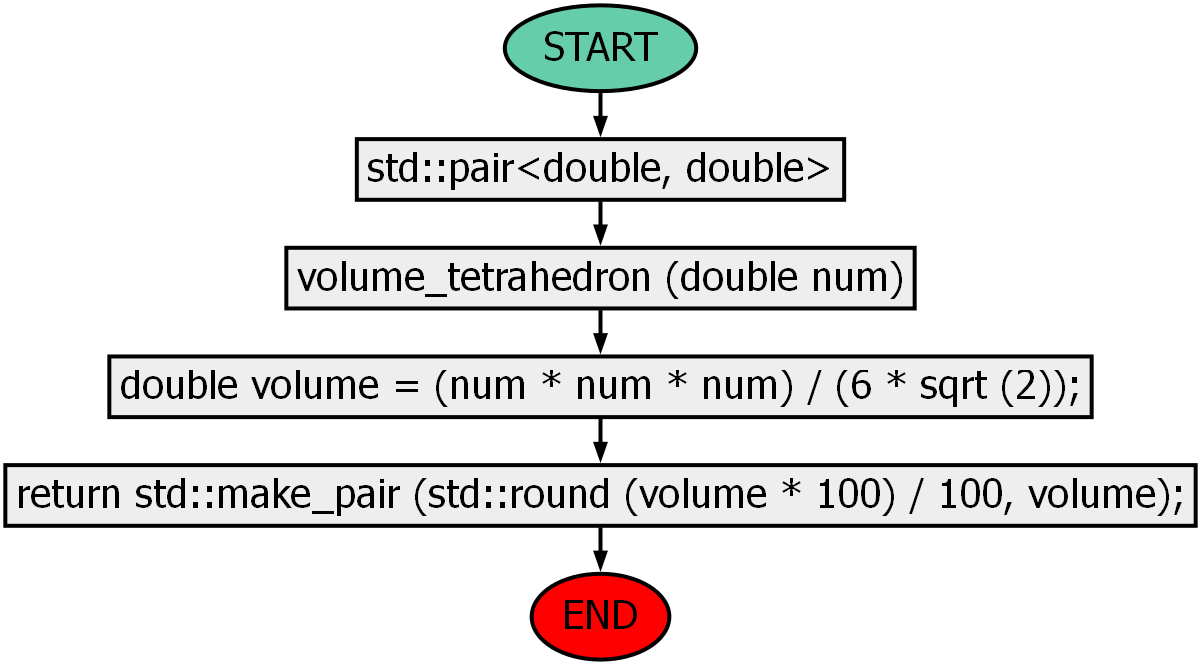 START
std::pair<double, double>
volume_tetrahedron (double num)
double volume = (num * num * num) / (6 * sqrt (2));
return std::make_pair (std::round (volume * 100) / 100, volume);
END